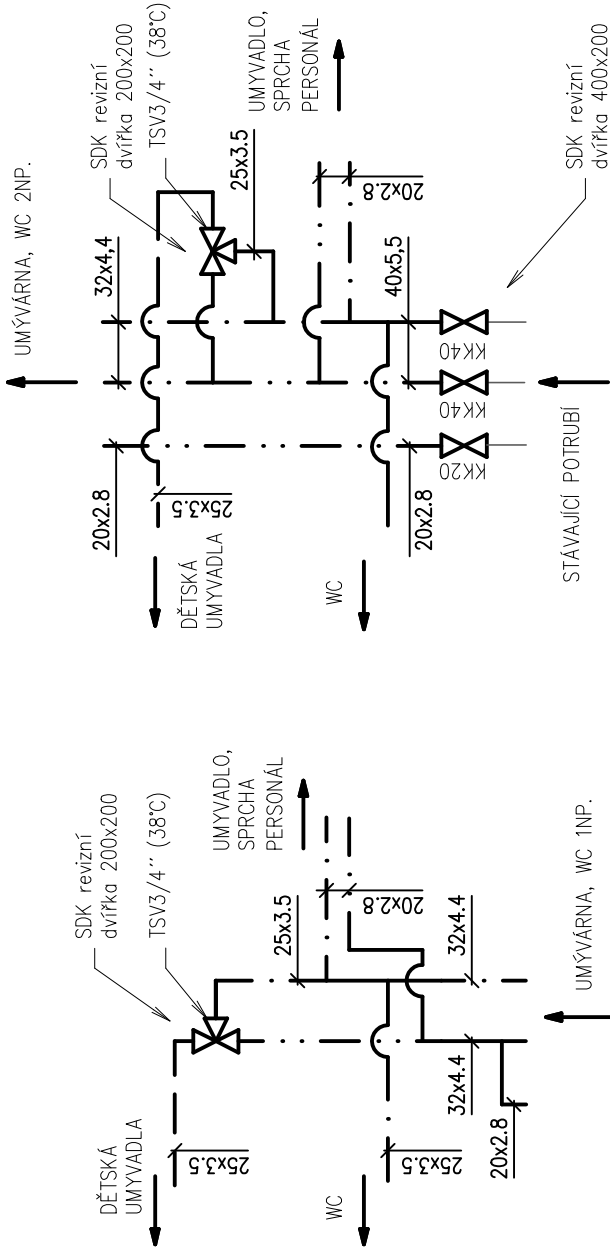 UMÝVÁRNA, WC 2NP.
SDK revizní
dvířka 200x200
TSV3/4´´ (38°C)
32x4,4
25x3.5
UMYVADLO,
SPRCHA
PERSONÁL
20x2.8
20x2.8
25x3.5
DĚTSKÁ
UMYVADLA
WC
40x5,5
20x2.8
KK40
KK40
KK20
SDK revizní
dvířka 400x200
STÁVAJÍCÍ POTRUBÍ
SDK revizní
dvířka 200x200
TSV3/4´´ (38°C)
DĚTSKÁ
UMYVADLA
25x3.5
25x3.5
UMYVADLO,
SPRCHA
PERSONÁL
20x2.8
WC
25x3.5
32x4.4
32x4.4
20x2.8
UMÝVÁRNA, WC 1NP.